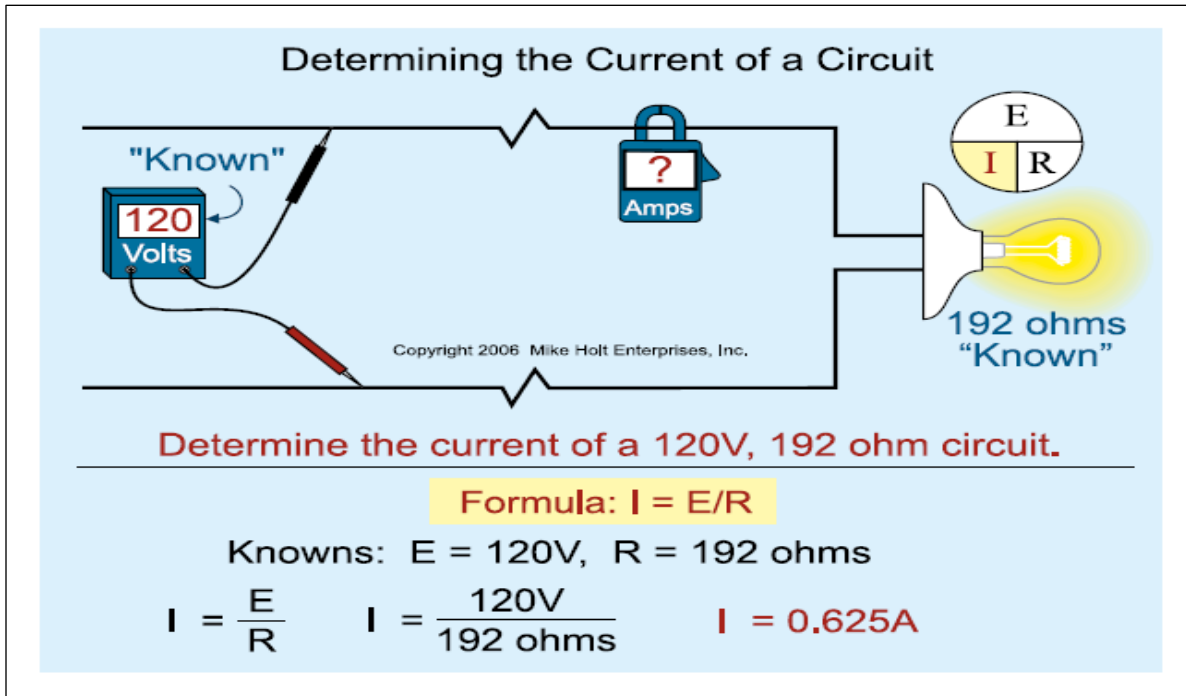 Determining the Current of a Circuit
"Known"
120
Volts
?
Amps
E
I R
192 ohms
“Known”
Copyright 2006 Mike Holt Enterprises, Inc.
Determine the current of a 120V, 192 ohm circuit.
Formula: I = E/R
Knowns: E = 120V, R = 192 ohms
I = E/R I = 120V/192 ohms I = 0.625A